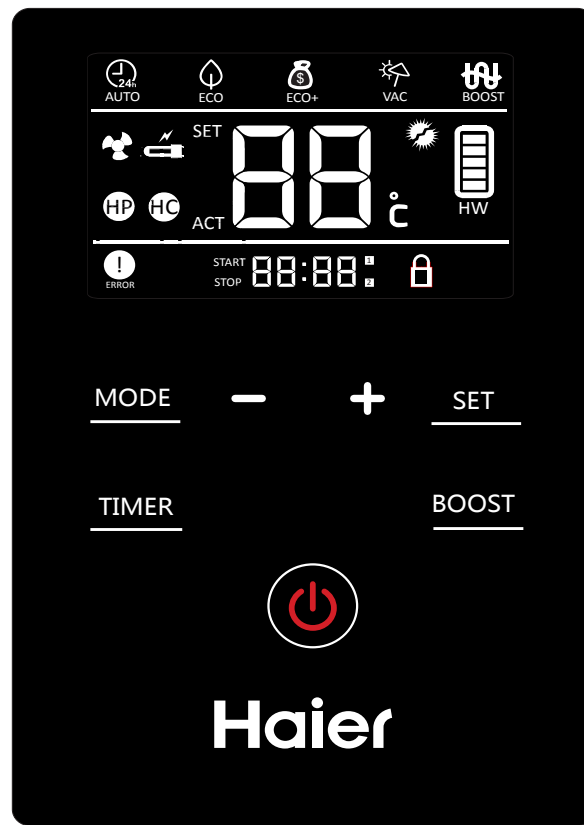 24h $
AUTO ECO ECO+ VAC BOOST
SET 88 °C
HP HC ACT HW
! START 88:88 1
ERROR STOP 2
MODE − + SET
TIMER BOOST
Haier